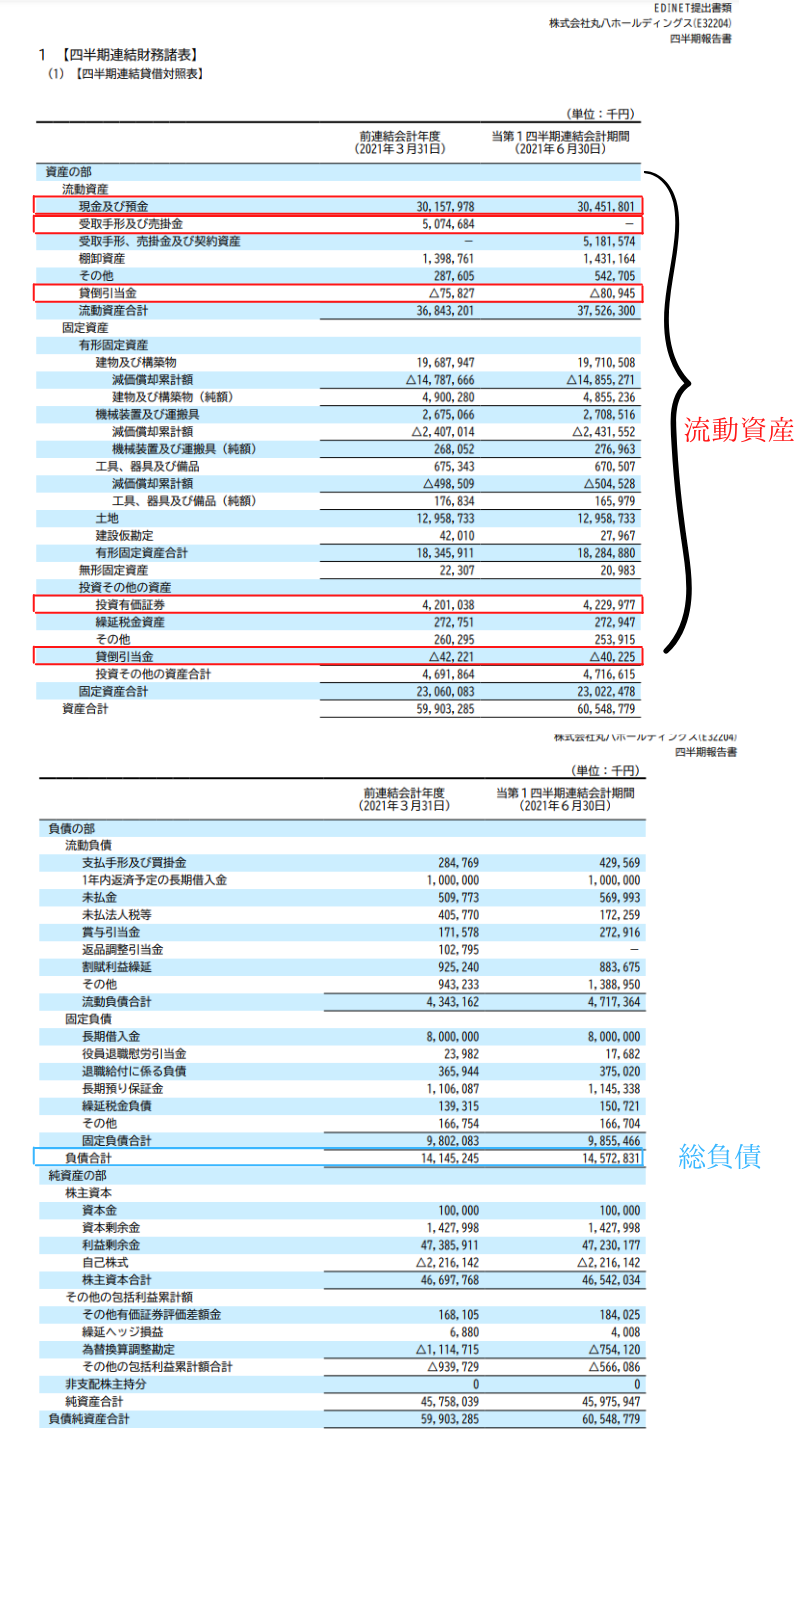 EDINET提出書類
株式会社丸八ホールディングス(E32204)
四半期報告書
1 【四半期連結財務諸表】
(1) 【四半期連結貸借対照表】
(単位：千円)
前連結会計年度 当第１四半期連結会計期間
(2021年３月31日) (2021年６月30日)
資産の部
流動資産
現金及び預金 30,157,978 30,451,801
受取手形及び売掛金 5,074,684 －
受取手形、売掛金及び契約資産 － 5,181,574
棚卸資産 1,398,761 1,431,164
その他 287,605 542,705
貸倒引当金 △75,827 △80,945
流動資産合計 36,843,201 37,526,300
固定資産
有形固定資産
建物及び構築物 19,687,947 19,710,508
減価償却累計額 △14,787,666 △14,855,271
建物及び構築物（純額） 4,900,280 4,855,236
機械装置及び運搬具 2,675,066 2,708,516
減価償却累計額 △2,407,014 △2,431,552
機械装置及び運搬具（純額） 268,052 276,963
流動資産
工具、器具及び備品 675,343 670,507
減価償却累計額 △498,509 △504,528
工具、器具及び備品（純額） 176,834 165,979
土地 12,958,733 12,958,733
建設仮勘定 42,010 27,967
有形固定資産合計 18,345,911 18,284,880
無形固定資産 22,307 20,983
投資その他の資産
投資有価証券 4,201,038 4,229,977
繰延税金資産 272,751 272,947
その他 260,295 253,915
貸倒引当金 △42,221 △40,225
投資その他の資産合計 4,691,864 4,716,615
固定資産合計 23,060,083 23,022,478
資産合計 59,903,285 60,548,779
株式会社丸八ホールディングス(E32204)
四半期報告書
(単位：千円)
前連結会計年度 当第１四半期連結会計期間
(2021年３月31日) (2021年６月30日)
負債の部
流動負債
支払手形及び買掛金 284,769 429,569
1年内返済予定の長期借入金 1,000,000 1,000,000
未払金 509,773 569,993
未払法人税等 405,770 172,259
賞与引当金 171,578 272,916
返品調整引当金 102,795 －
割賦利益繰延 925,240 883,675
その他 943,233 1,388,950
流動負債合計 4,343,162 4,717,364
固定負債
長期借入金 8,000,000 8,000,000
役員退職慰労引当金 23,982 17,682
退職給付に係る負債 365,944 375,020
長期預り保証金 1,106,087 1,145,338
繰延税金負債 139,315 150,721
その他 166,754 166,704
固定負債合計 9,802,083 9,855,466
負債合計 14,145,245 14,572,831 総負債
純資産の部
株主資本
資本金 100,000 100,000
資本剰余金 1,427,998 1,427,998
利益剰余金 47,385,911 47,230,177
自己株式 △2,216,142 △2,216,142
株主資本合計 46,697,768 46,542,034
その他の包括利益累計額
その他有価証券評価差額金 168,105 184,025
繰延ヘッジ損益 6,880 4,008
為替換算調整勘定 △1,114,715 △754,120
その他の包括利益累計額合計 △939,729 △566,086
非支配株主持分 0 0
純資産合計 45,758,039 45,975,947
負債純資産合計 59,903,285 60,548,779